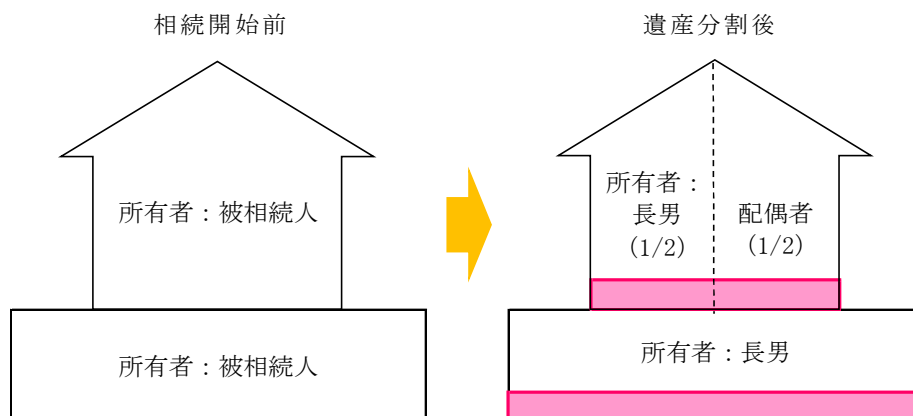 相続開始前
所有者：被相続人
所有者：被相続人
遺産分割後
所有者：
長男
(1/2)
配偶者
(1/2)
所有者：長男